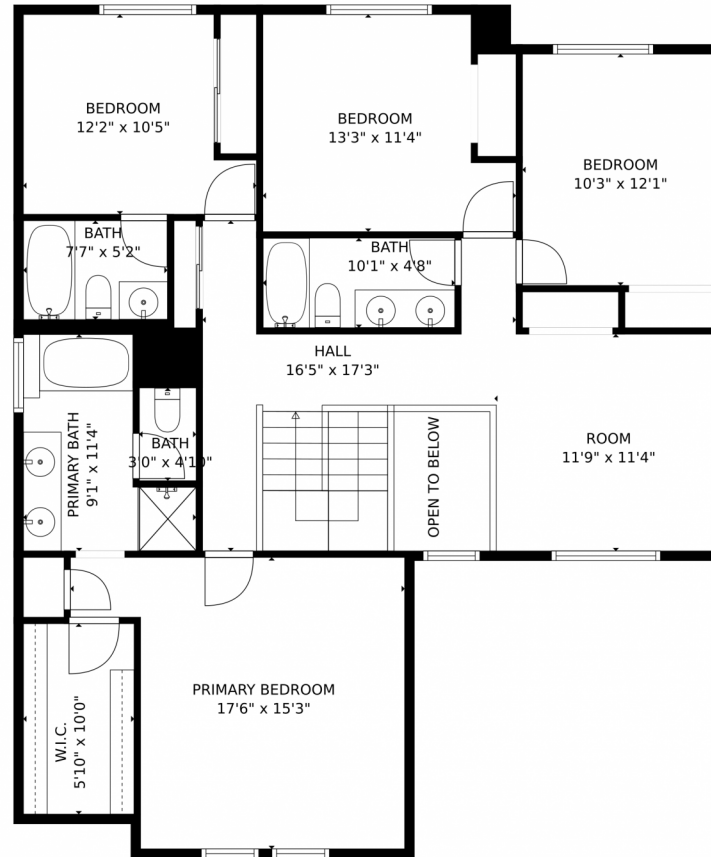 BEDROOM
12'2" x 10'5"
BEDROOM
13'3" x 11'4"
BEDROOM
10'3" x 12'1"
BATH
7'7" x 5'2"
BATH
10'1" x 4'8"
HALL
16'5" x 17'3"
PRIMARY BATH
9'1" x 11'4"
BATH
3'0" x 4'10"
OPEN TO BELOW
ROOM
11'9" x 11'4"
PRIMARY BEDROOM
17'6" x 15'3"
W.I.C.
5'10" x 10'0"